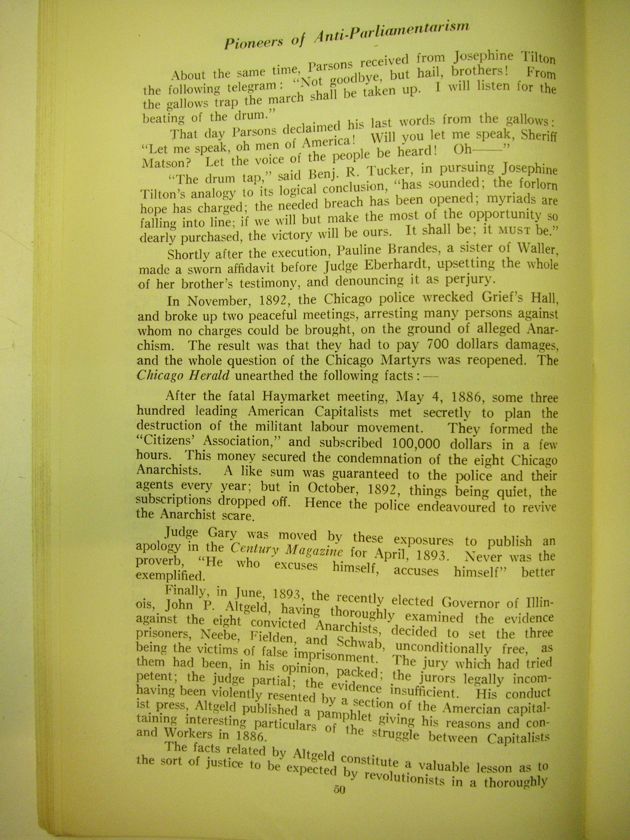 Pioneers of Anti-Parliamentarism
About the same time, Parsons received from Josephine Tilton
the following telegram: “Not goodbye, but hail, brothers! From
the gallows trap the march shall be taken up. I will listen for the
beating of the drum.”
That day Parsons declaimed his last words from the gallows:
“Let me speak, oh men of America! Will you let me speak, Sheriff
Matson? Let the voice of the people be heard! Oh——”
“The drum tap,” said Benj. R. Tucker, in pursuing Josephine
Tilton’s analogy to its logical conclusion, “has sounded; the forlorn
hope has charged; the needed breach has been opened; myriads are
falling into line; if we will but make the most of the opportunity so
dearly purchased, the victory will be ours. It shall be; it MUST be.”
Shortly after the execution, Pauline Brandes, a sister of Waller,
made a sworn affidavit before Judge Eberhardt, upsetting the whole
of her brother’s testimony, and denouncing it as perjury.
In November, 1892, the Chicago police wrecked Grief’s Hall,
and broke up two peaceful meetings, arresting many persons against
whom no charges could be brought, on the ground of alleged Anar-
chism. The result was that they had to pay 700 dollars damages,
and the whole question of the Chicago Martyrs was reopened. The
Chicago Herald unearthed the following facts:—
After the fatal Haymarket meeting, May 4, 1886, some three
hundred leading American Capitalists met secretly to plan the
destruction of the militant labour movement. They formed the
“Citizens’ Association,” and subscribed 100,000 dollars in a few
hours. This money secured the condemnation of the eight Chicago
Anarchists. A like sum was guaranteed to the police and their
agents every year; but in October, 1892, things being quiet, the
subscriptions dropped off. Hence the police endeavoured to revive
the Anarchist scare.
Judge Gary was moved by these exposures to publish an
apology in the Century Magazine for April, 1893. Never was the
proverb, “He who excuses himself, accuses himself” better
exemplified.
Finally, in June, 1893, the recently elected Governor of Illin-
ois, John P. Altgeld, having thoroughly examined the evidence
against the eight convicted Anarchists, decided to set the three
prisoners, Neebe, Fielden, and Schwab, unconditionally free, as
being the victims of false imprisonment. The jury which had tried
them had been, in his opinion, packed; the jurors legally incom-
petent; the judge partial; the evidence insufficient. His conduct
having been violently resented by a section of the Amercian capital-
ist press, Altgeld published a pamphlet giving his reasons and con-
taining interesting particulars of the struggle between Capitalists
and Workers in 1886.
The facts related by Altgeld constitute a valuable lesson as to
the sort of justice to be expected by revolutionists in a thoroughly
50